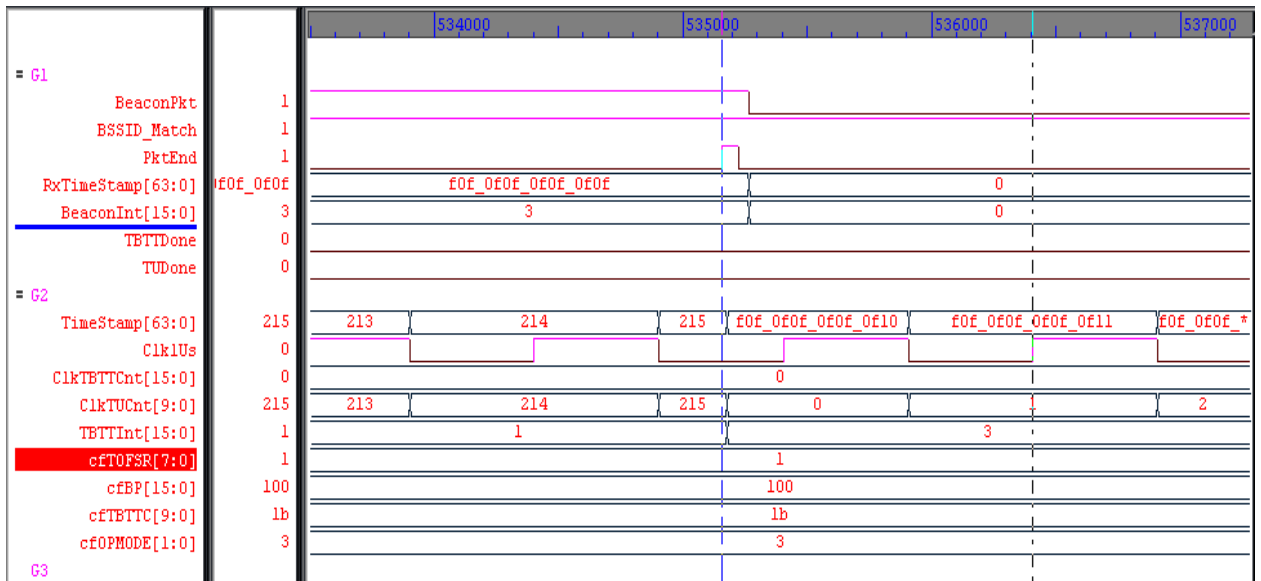 534000 535000 536000 537000
= G1
BeaconPkt 1
BSSID_Match 1
PktEnd 1
RxTimeStamp[63:0] f0f_0f0f f0f_0f0f_0f0f_0f0f 0
BeaconInt[15:0] 3 3 0
TBTTDone 0
TUDone 0
= G2
TimeStamp[63:0] 215 213 214 215 f0f_0f0f_0f0f_0f10 f0f_0f0f_0f0f_0f11 f0f_0f0f_*
Clk1Us 0
ClkTBTTCnt[15:0] 0 0
ClkTUCnt[9:0] 215 213 214 215 0 1 2
TBTTInt[15:0] 1 1 3
cfTOFSR[7:0] 1 1
cfBP[15:0] 100 100
cfTBTTC[9:0] 1b 1b
cfOPMODE[1:0] 3 3
G3